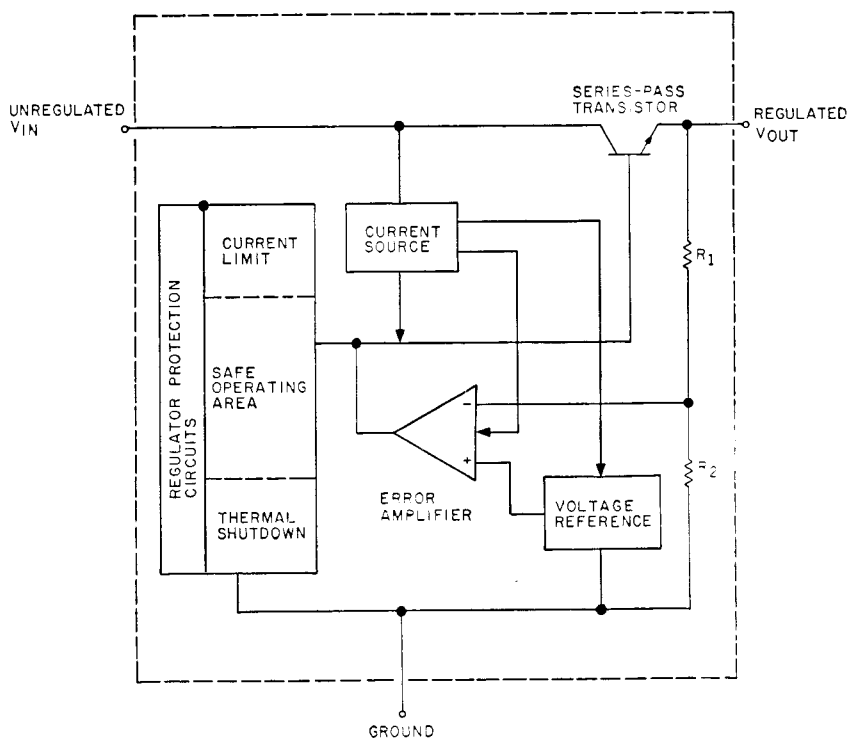 SERIES-PASS
TRANSISTOR
UNREGULATED
VIN
REGULATED
VOUT
REGULATOR PROTECTION
CIRCUITS
CURRENT
LIMIT
CURRENT
SOURCE
R1
SAFE
OPERATING
AREA
-
+
R2
ERROR
AMPLIFIER
VOLTAGE
REFERENCE
THERMAL
SHUTDOWN
GROUND